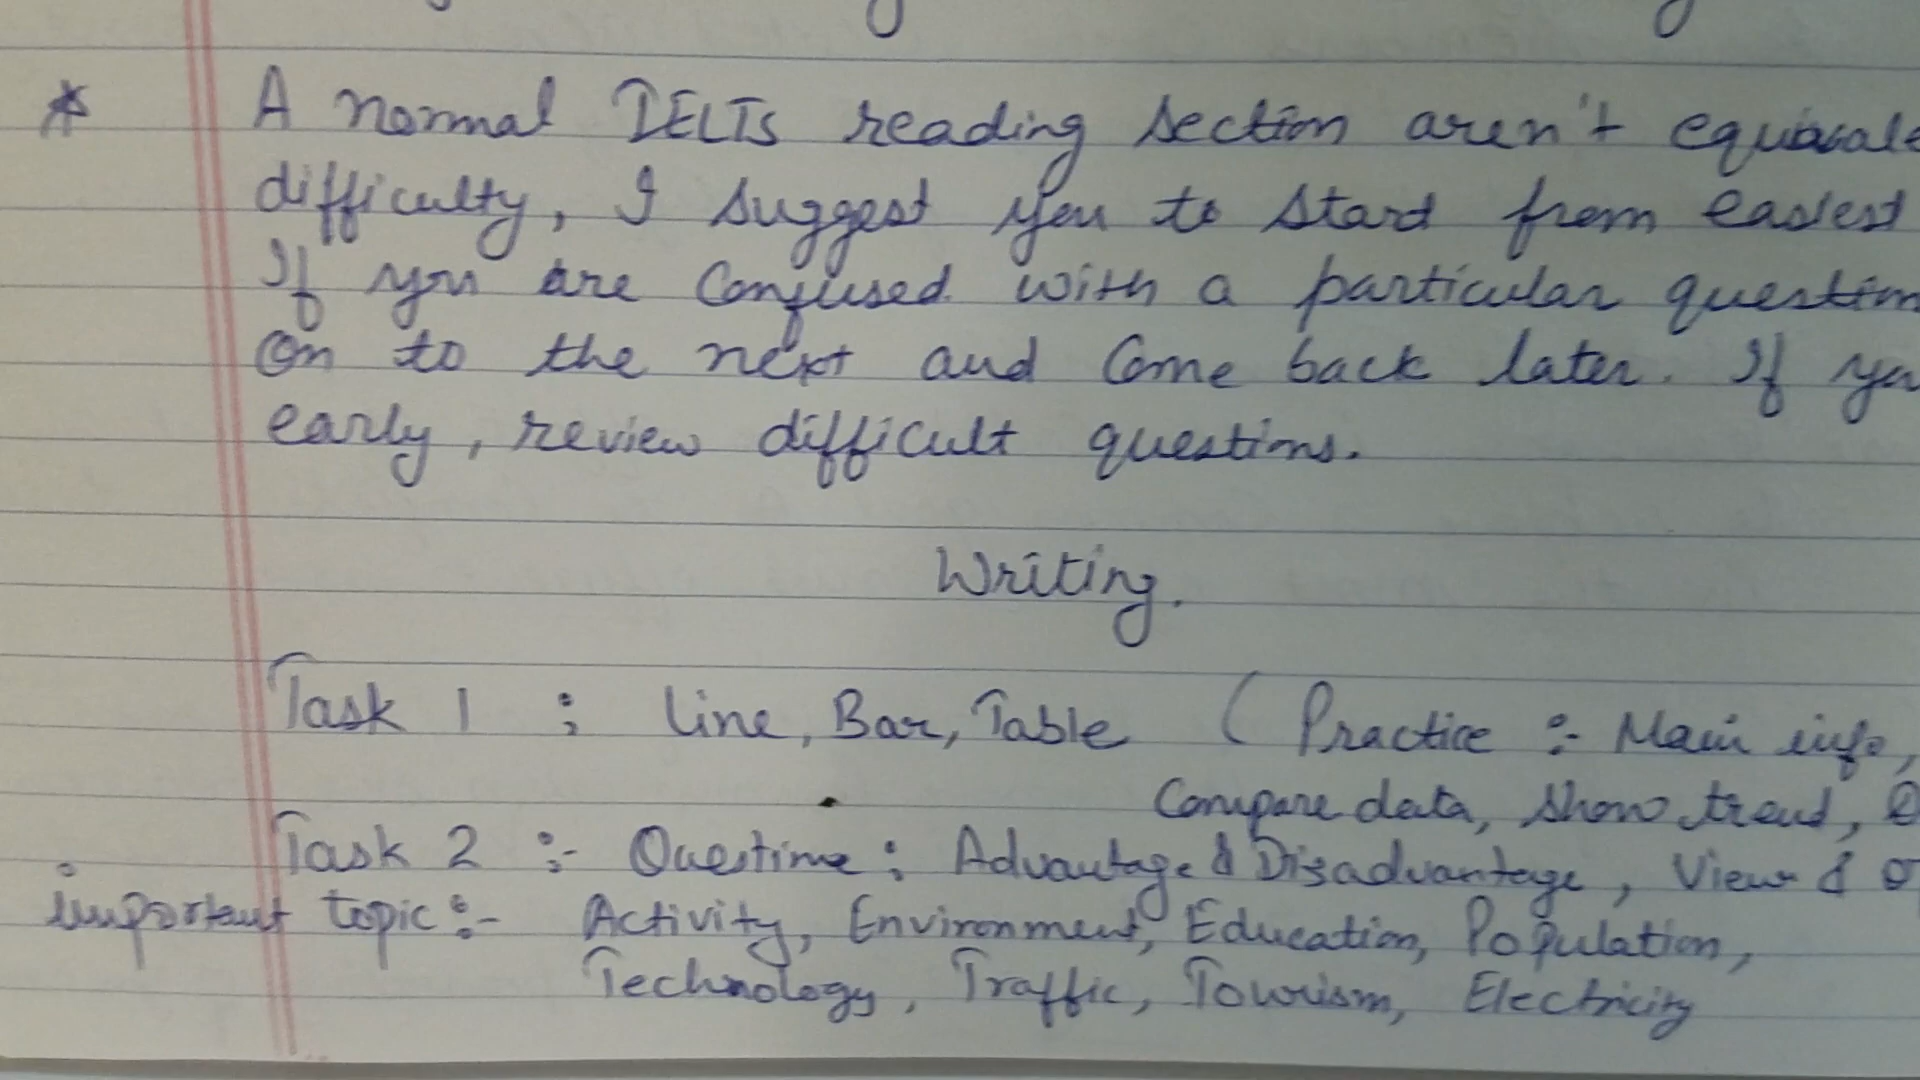 * A normal IELTs reading section aren't
difficulty, I suggest you to start from easiest
If you are Confused. with a particular question
on to the next and Come back later. If
early, review difficult questions.
Writing.
Task 1 : line, Bar, Table ( Practice :- Main info,
Compare data, show trend,
Task 2 :- Questions : Advantage & Disadvantage, View &
important topic :- Activity, Environment, Education, Population,
Technology, Traffic, Tourism, Electricity